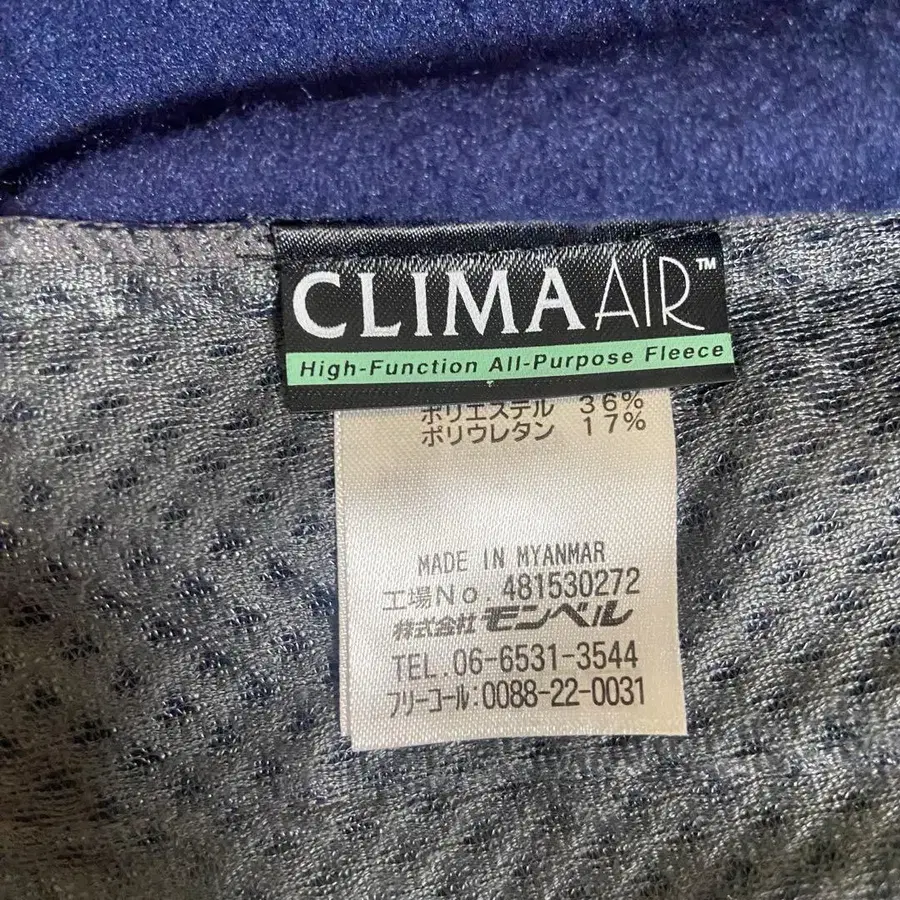 CLIMAAIR™
High-Function All-Purpose Fleece
ポリエステル 36%
ポリウレタン 17%
MADE IN MYANMAR
工場No. 481530272
株式会社 モンベル
TEL.06-6531-3544
フリーコール:0088-22-0031